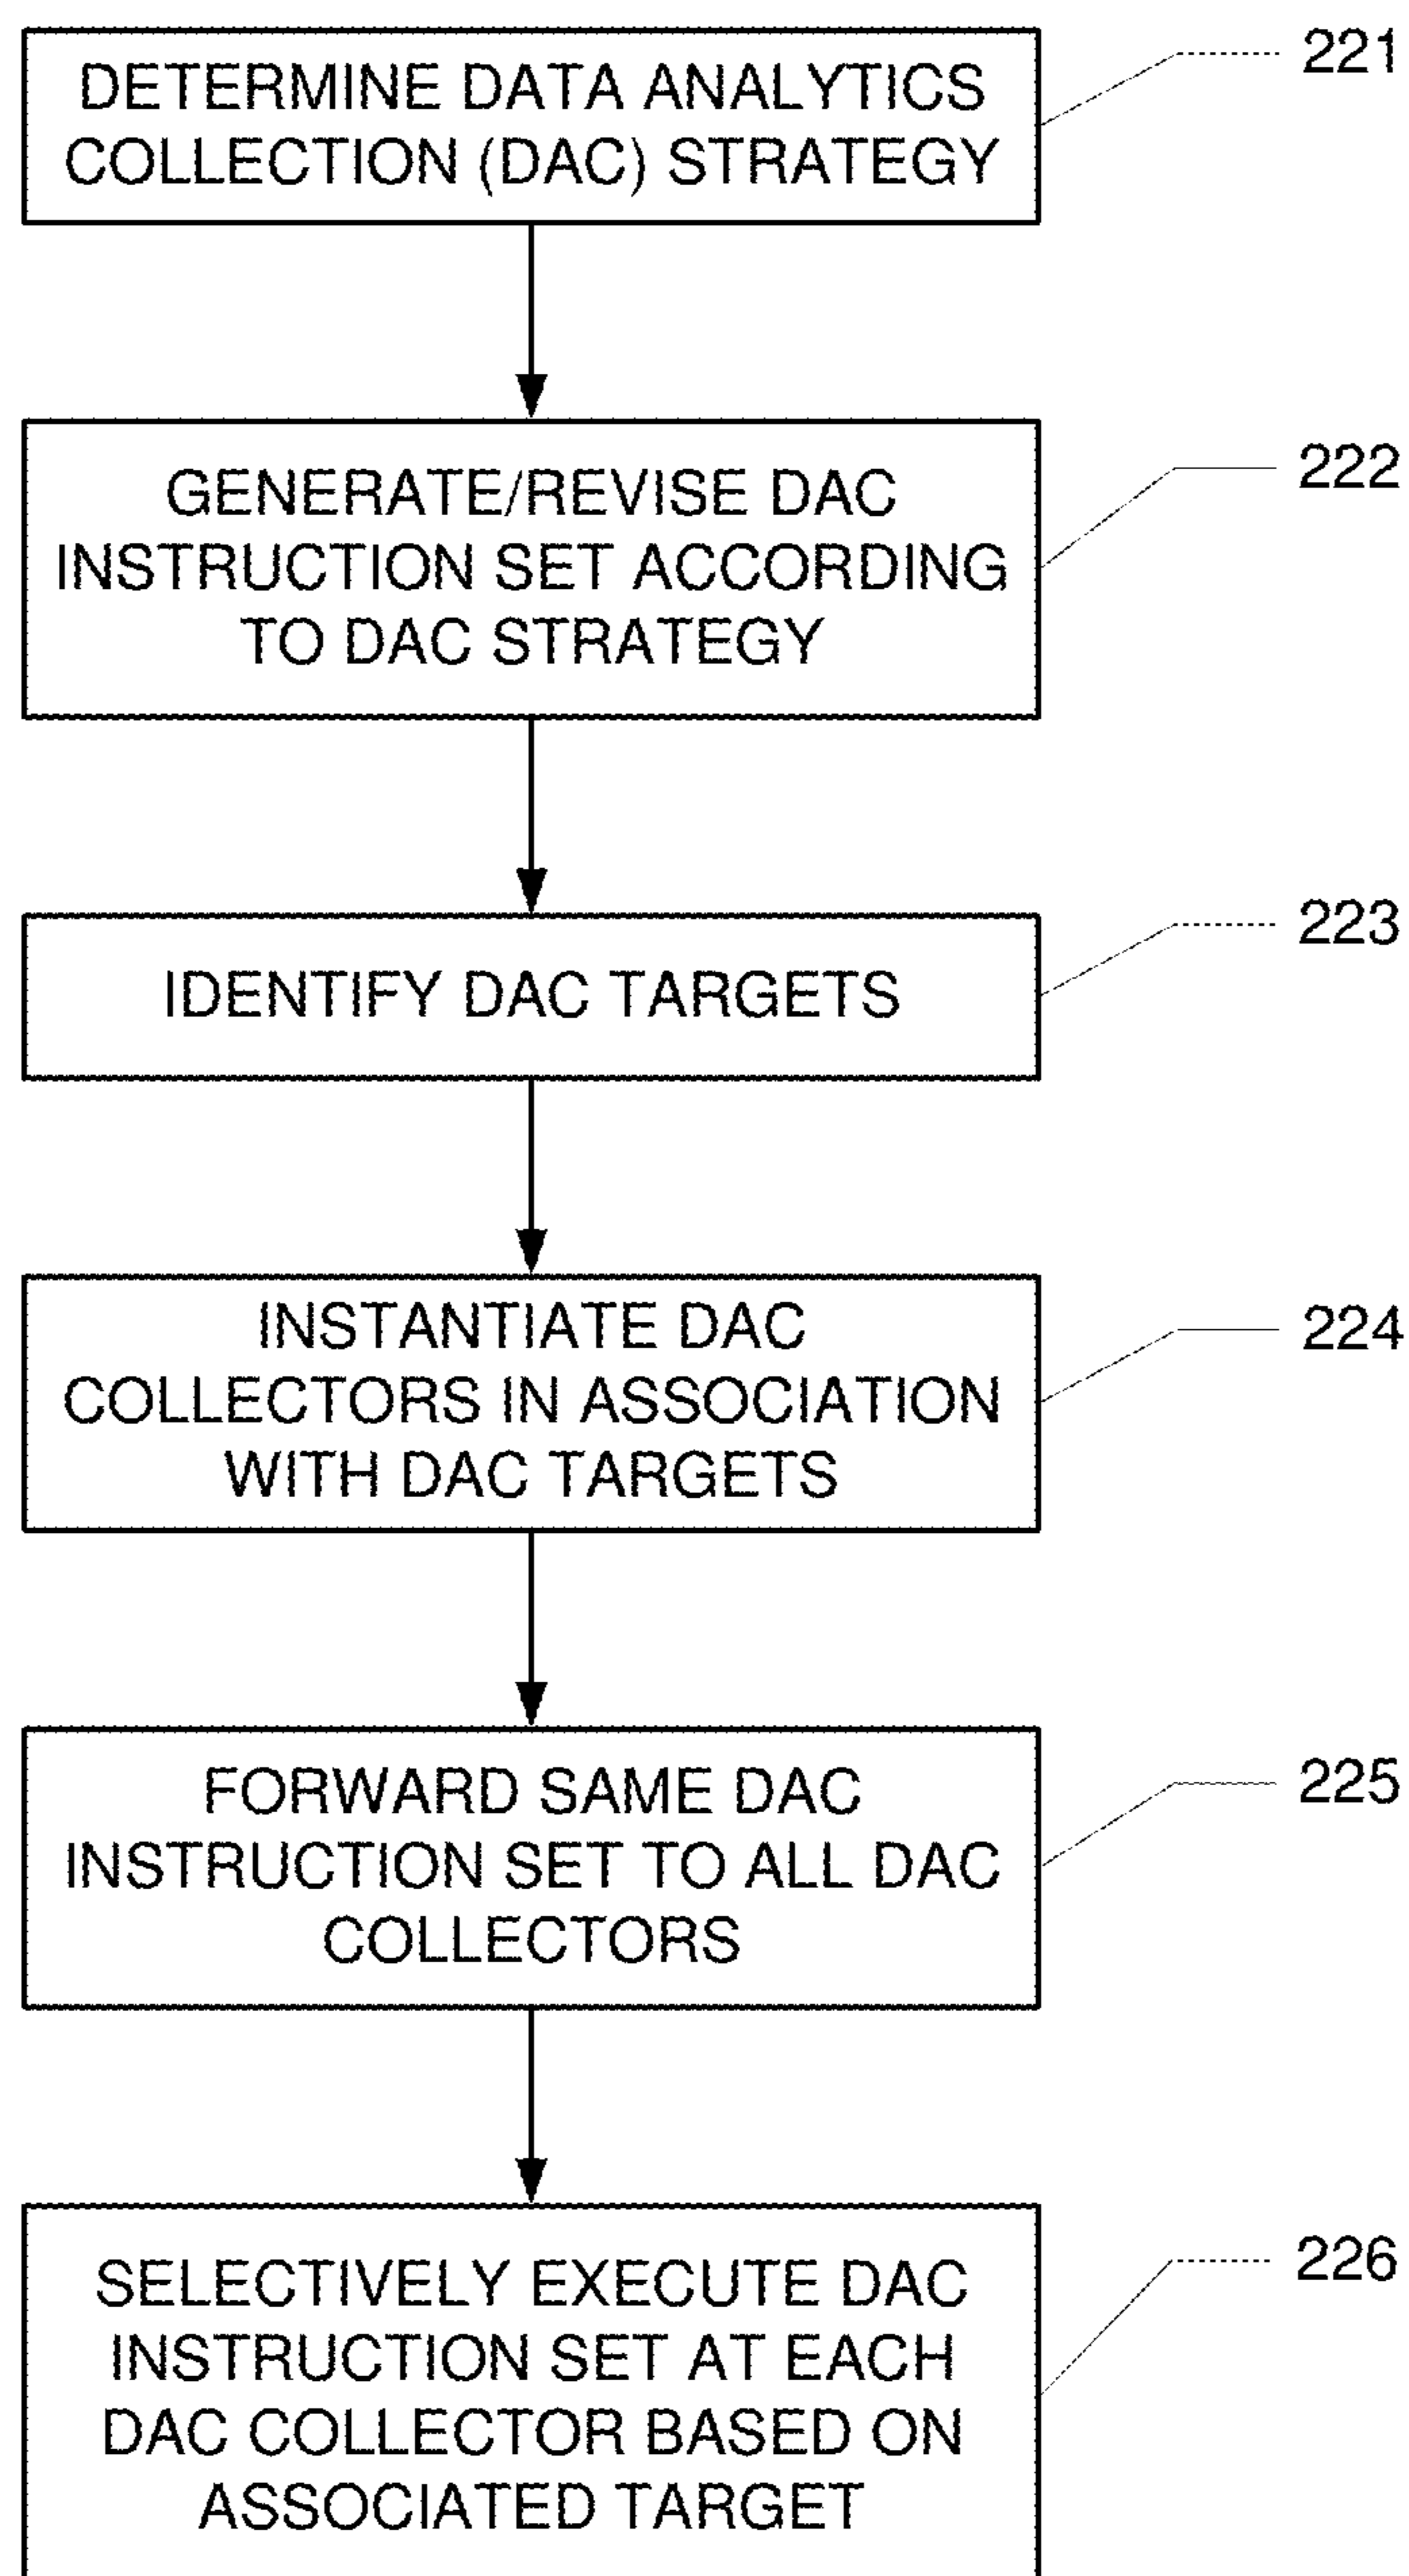 DETERMINE DATA ANALYTICS
COLLECTION (DAC) STRATEGY
221
GENERATE/REVISE DAC
INSTRUCTION SET ACCORDING
TO DAC STRATEGY
222
IDENTIFY DAC TARGETS
223
INSTANTIATE DAC
COLLECTORS IN ASSOCIATION
WITH DAC TARGETS
224
FORWARD SAME DAC
INSTRUCTION SET TO ALL DAC
COLLECTORS
225
SELECTIVELY EXECUTE DAC
INSTRUCTION SET AT EACH
DAC COLLECTOR BASED ON
ASSOCIATED TARGET
226